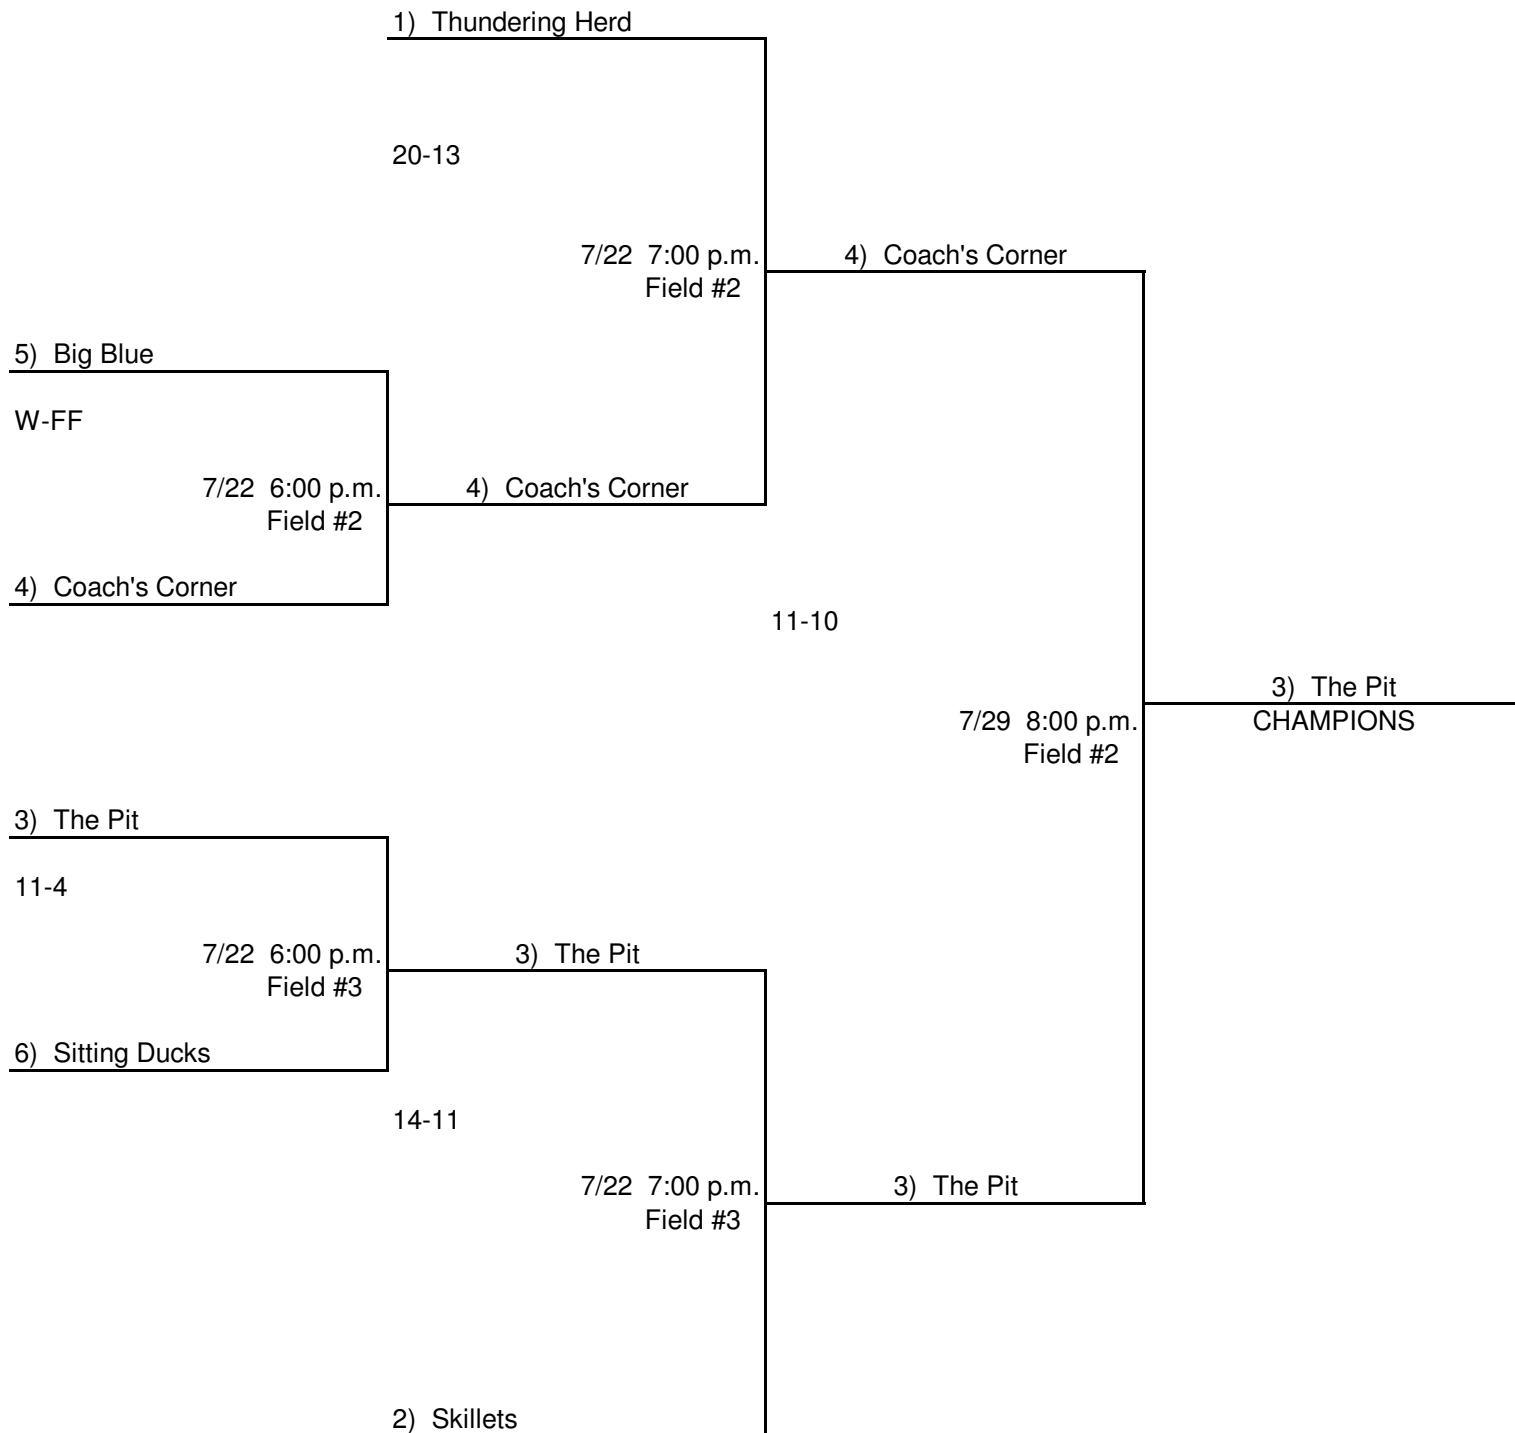 1) Thundering Herd
20-13
7/22 7:00 p.m.
Field #2
4) Coach's Corner
5) Big Blue
W-FF
7/22 6:00 p.m.
Field #2
4) Coach's Corner
4) Coach's Corner
11-10
7/29 8:00 p.m.
Field #2
3) The Pit
CHAMPIONS
3) The Pit
11-4
7/22 6:00 p.m.
Field #3
3) The Pit
6) Sitting Ducks
14-11
7/22 7:00 p.m.
Field #3
3) The Pit
2) Skillets